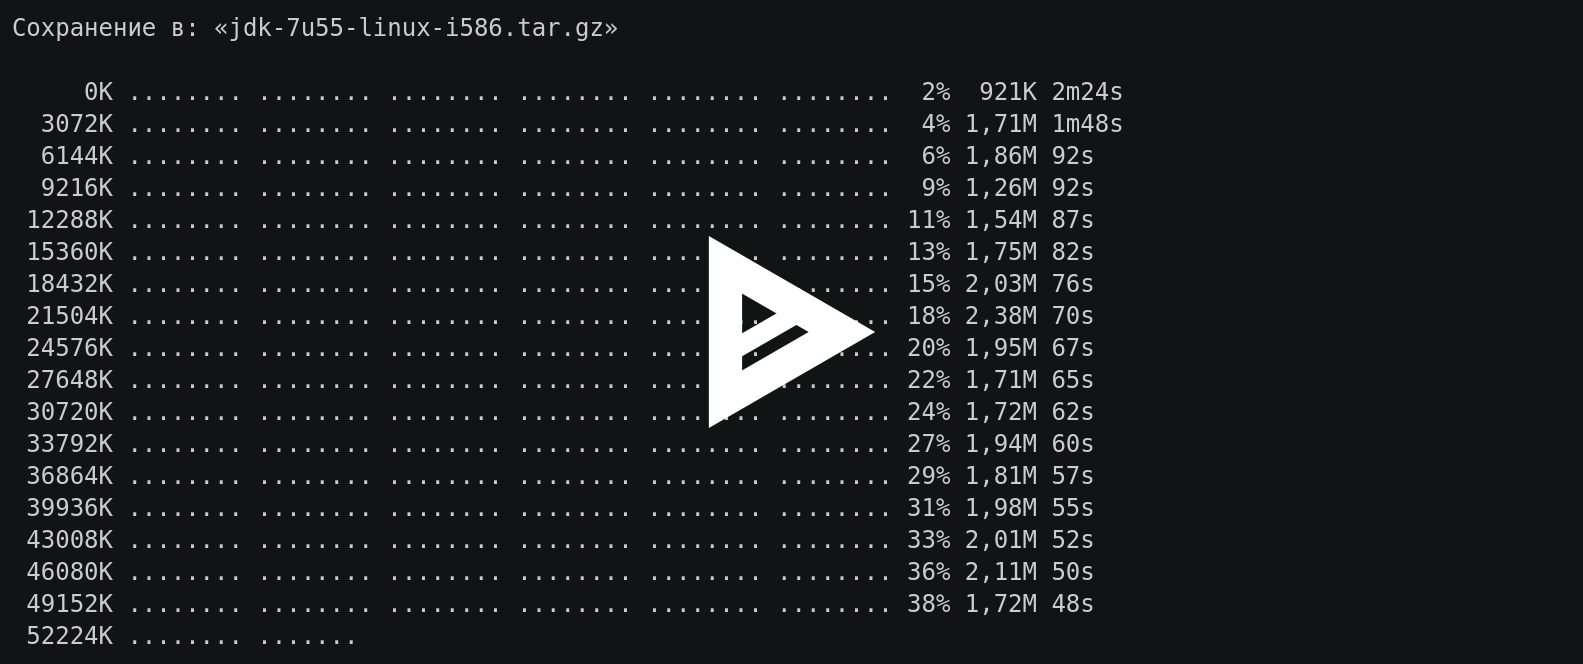 Сохранение в: «jdk-7u55-linux-i586.tar.gz»
0K ........ ........ ........ ........ ........ ........ 2% 921K 2m24s
3072K ........ ........ ........ ........ ........ ........ 4% 1,71M 1m48s
6144K ........ ........ ........ ........ ........ ........ 6% 1,86M 92s
9216K ........ ........ ........ ........ ........ ........ 9% 1,26M 92s
12288K ........ ........ ........ ........ ........ ........ 11% 1,54M 87s
15360K ........ ........ ........ ........ .... . ........ 13% 1,75M 82s
18432K ........ ........ ........ ........ .... ...... 15% 2,03M 76s
21504K ........ ........ ........ ........ .... . .. 18% 2,38M 70s
24576K ........ ........ ........ ........ .... . .... 20% 1,95M 67s
27648K ........ ........ ........ ........ .... ........ 22% 1,71M 65s
30720K ........ ........ ........ ........ .... .. ........ 24% 1,72M 62s
33792K ........ ........ ........ ........ ........ ........ 27% 1,94M 60s
36864K ........ ........ ........ ........ ........ ........ 29% 1,81M 57s
39936K ........ ........ ........ ........ ........ ........ 31% 1,98M 55s
43008K ........ ........ ........ ........ ........ ........ 33% 2,01M 52s
46080K ........ ........ ........ ........ ........ ........ 36% 2,11M 50s
49152K ........ ........ ........ ........ ........ ........ 38% 1,72M 48s
52224K ........ .......